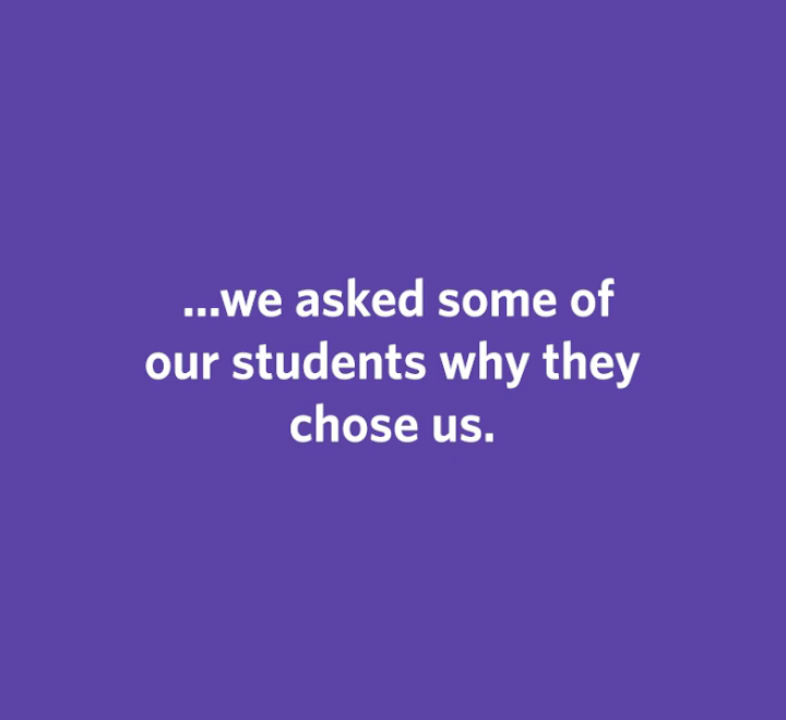 ...we asked some of
our students why they
chose us.